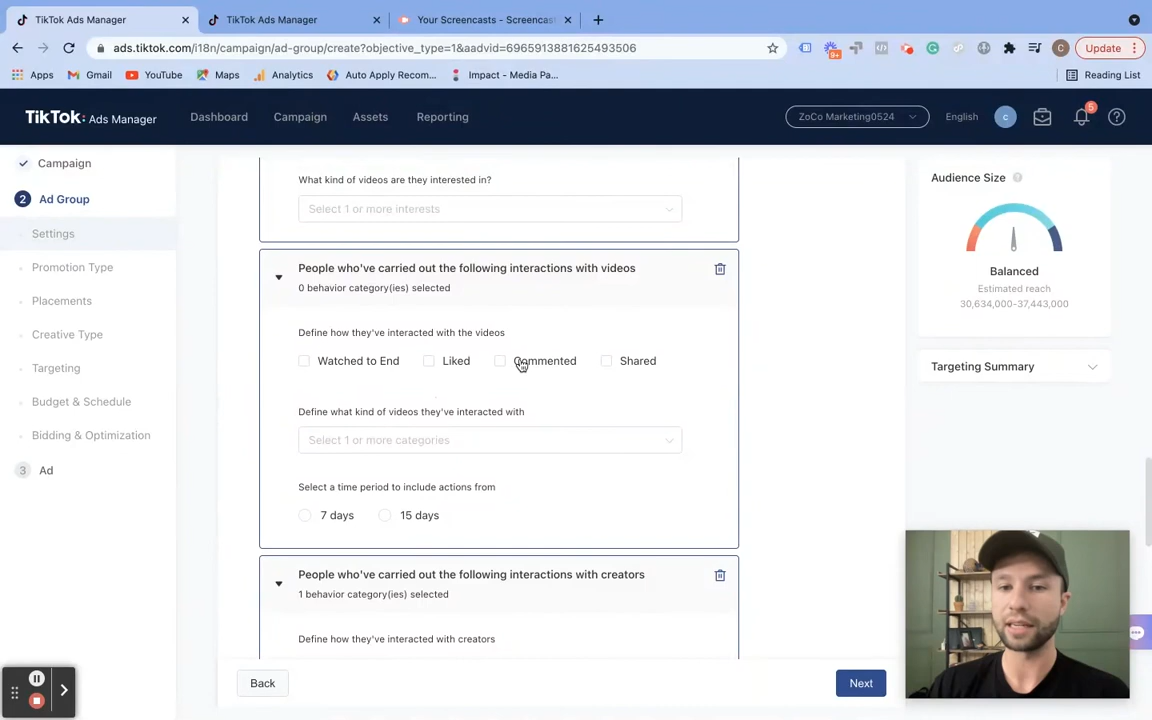 TikTok Ads Manager
TikTok Ads Manager
Your Screencasts - Screencas
ads.tiktok.com/i18n/campaign/ad-group/create?objective_type=1&aadvid=6965913881625493506
9+
C
Update
Apps
Gmail
YouTube
Maps
Analytics
Auto Apply Recom...
Impact - Media Pa...
Reading List
TikTok: Ads Manager
Dashboard
Campaign
Assets
Reporting
ZoCo Marketing0524
English
c
5
Campaign
2 Ad Group
Settings
Promotion Type
Placements
Creative Type
Targeting
Budget & Schedule
Bidding & Optimization
3 Ad
What kind of videos are they interested in?
Select 1 or more interests
People who've carried out the following interactions with videos
0 behavior category(ies) selected
Define how they've interacted with the videos
Watched to End
Liked
Commented
Shared
Define what kind of videos they've interacted with
Select 1 or more categories
Select a time period to include actions from
7 days
15 days
People who've carried out the following interactions with creators
1 behavior category(ies) selected
Define how they've interacted with creators
Back
Next
Audience Size
Balanced
Estimated reach
30,634,000-37,443,000
Targeting Summary